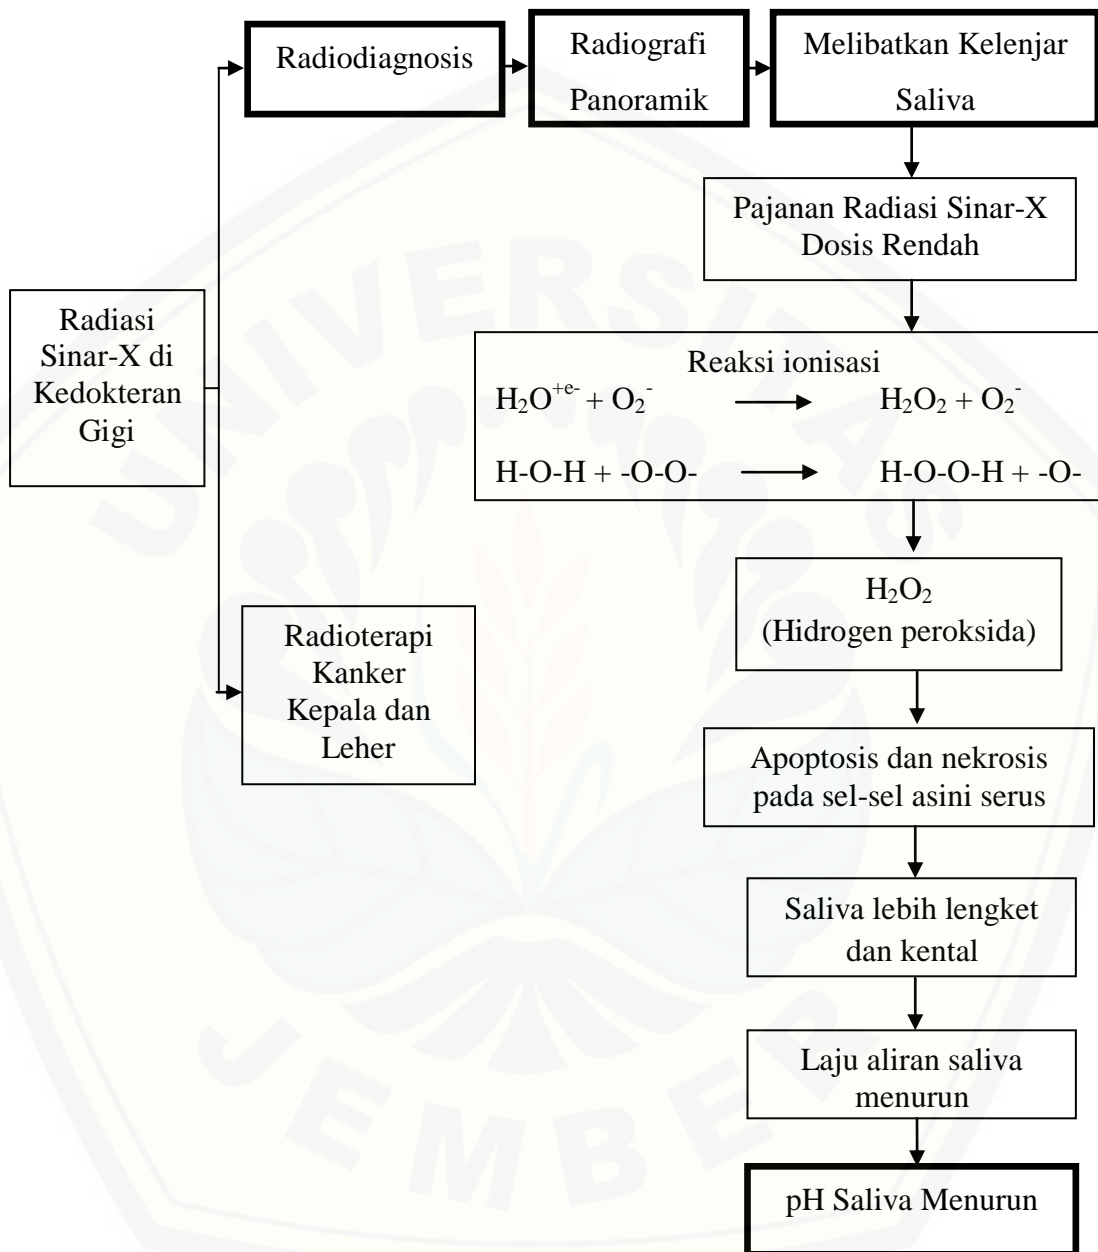 Radiodiagnosis
Radiografi
Panoramik
Melibatkan Kelenjar
Saliva
Pajanan Radiasi Sinar-X
Dosis Rendah
Radiasi
Sinar-X di
Kedokteran
Gigi
Reaksi ionisasi
H₂O⁺ᵉ⁻ + O₂⁻ → H₂O₂ + O₂⁻
H-O-H + -O-O- → H-O-O-H + -O-
H₂O₂
(Hidrogen peroksida)
Radioterapi
Kanker
Kepala dan
Leher
Apoptosis dan nekrosis
pada sel-sel asini serus
Saliva lebih lengket
dan kental
Laju aliran saliva
menurun
pH Saliva Menurun
UNIVERSITAS
JEMBER